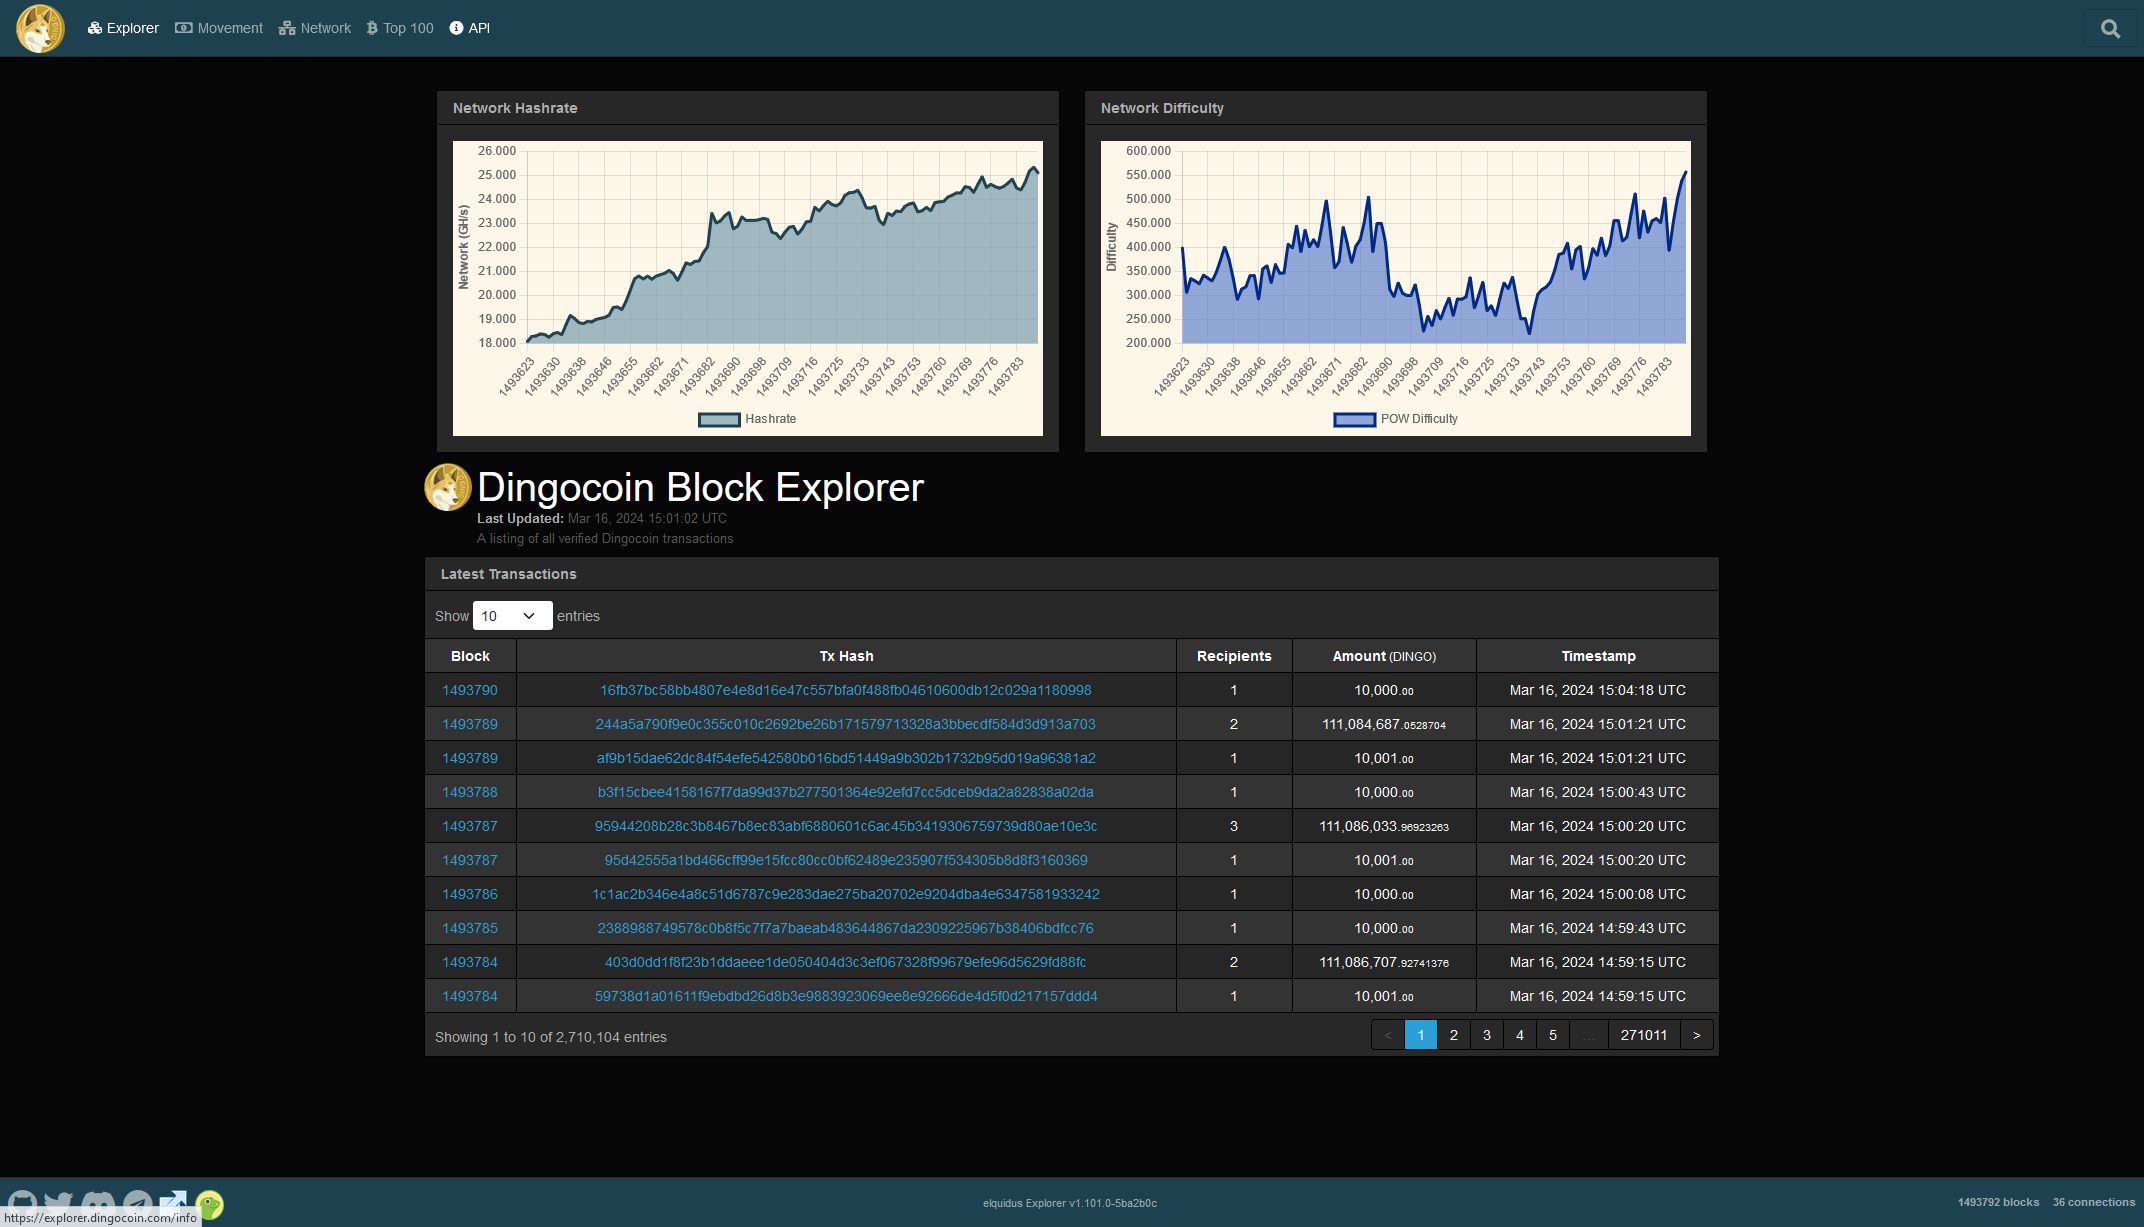 Explorer Movement Network Top 100 API
Network Hashrate
26.000
25.000
24.000
23.000
22.000
21.000
20.000
19.000
18.000
Network (GH/s)
1493623 1493630 1493638 1493646 1493655 1493662 1493671 1493682 1493690 1493698 1493709 1493716 1493725 1493733 1493743 1493753 1493760 1493769 1493776 1493783
Hashrate
Network Difficulty
600.000
550.000
500.000
450.000
400.000
350.000
300.000
250.000
200.000
Difficulty
1493623 1493630 1493638 1493646 1493655 1493662 1493671 1493682 1493690 1493698 1493709 1493716 1493725 1493733 1493743 1493753 1493760 1493769 1493776 1493783
POW Difficulty
Dingocoin Block Explorer
Last Updated: Mar 16, 2024 15:01:02 UTC
A listing of all verified Dingocoin transactions
Latest Transactions
Show 10 entries
Block Tx Hash Recipients Amount (DINGO) Timestamp
1493790 16fb37bc58bb4807e4e8d16e47c557bfa0f488fb04610600db12c029a1180998 1 10,000.00 Mar 16, 2024 15:04:18 UTC
1493789 244a5a790f9e0c355c010c2692be26b171579713328a3bbecdf584d3d913a703 2 111,084,687.0528704 Mar 16, 2024 15:01:21 UTC
1493789 af9b15dae62dc84f54efe542580b016bd51449a9b302b1732b95d019a96381a2 1 10,001.00 Mar 16, 2024 15:01:21 UTC
1493788 b3f15cbee4158167f7da99d37b277501364e92efd7cc5dceb9da2a82838a02da 1 10,000.00 Mar 16, 2024 15:00:43 UTC
1493787 95944208b28c3b8467b8ec83abf6880601c6ac45b3419306759739d80ae10e3c 3 111,086,033.96923263 Mar 16, 2024 15:00:20 UTC
1493787 95d42555a1bd466cff99e15fcc80cc0bf62489e235907f534305b8d8f3160369 1 10,001.00 Mar 16, 2024 15:00:20 UTC
1493786 1c1ac2b346e4a8c51d6787c9e283dae275ba20702e9204dba4e6347581933242 1 10,000.00 Mar 16, 2024 15:00:08 UTC
1493785 2388988749578c0b8f5c7f7a7baeab483644867da2309225967b38406bdfcc76 1 10,000.00 Mar 16, 2024 14:59:43 UTC
1493784 403d0dd1f8f23b1ddaeee1de050404d3c3ef067328f99679efe96d5629fd88fc 2 111,086,707.92741376 Mar 16, 2024 14:59:15 UTC
1493784 59738d1a01611f9ebdbd26d8b3e9883923069ee8e92666de4d5f0d217157ddd4 1 10,001.00 Mar 16, 2024 14:59:15 UTC
Showing 1 to 10 of 2,710,104 entries < 1 2 3 4 5 ... 271011 >
eIquidus Explorer v1.101.0-5ba2b0c 1493792 blocks 36 connections
https://explorer.dingocoin.com/info